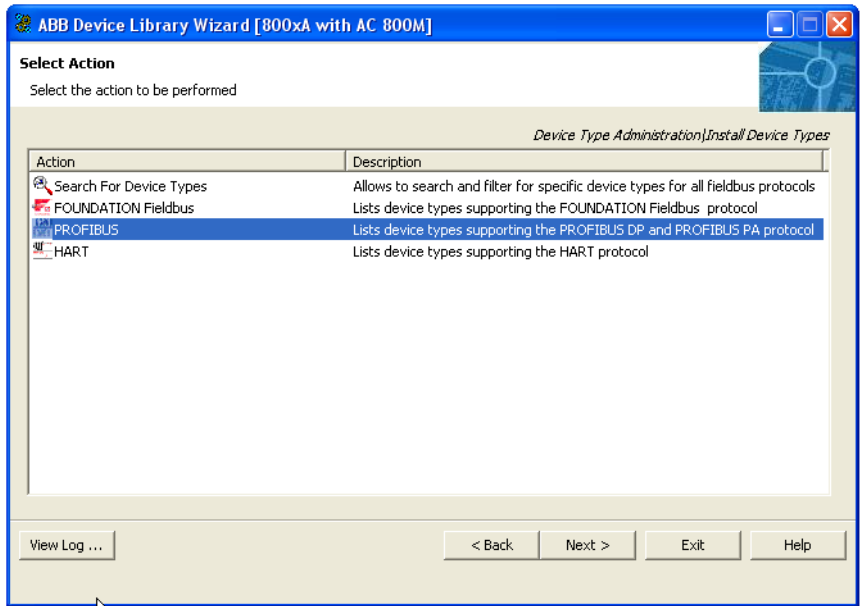 ABB Device Library Wizard [800xA with AC 800M]
Select Action
Select the action to be performed
Device Type Administration|Install Device Types
Action Description
Search For Device Types Allows to search and filter for specific device types for all fieldbus protocols
FOUNDATION Fieldbus Lists device types supporting the FOUNDATION Fieldbus protocol
PROFIBUS Lists device types supporting the PROFIBUS DP and PROFIBUS PA protocol
HART Lists device types supporting the HART protocol
View Log ... < Back Next > Exit Help